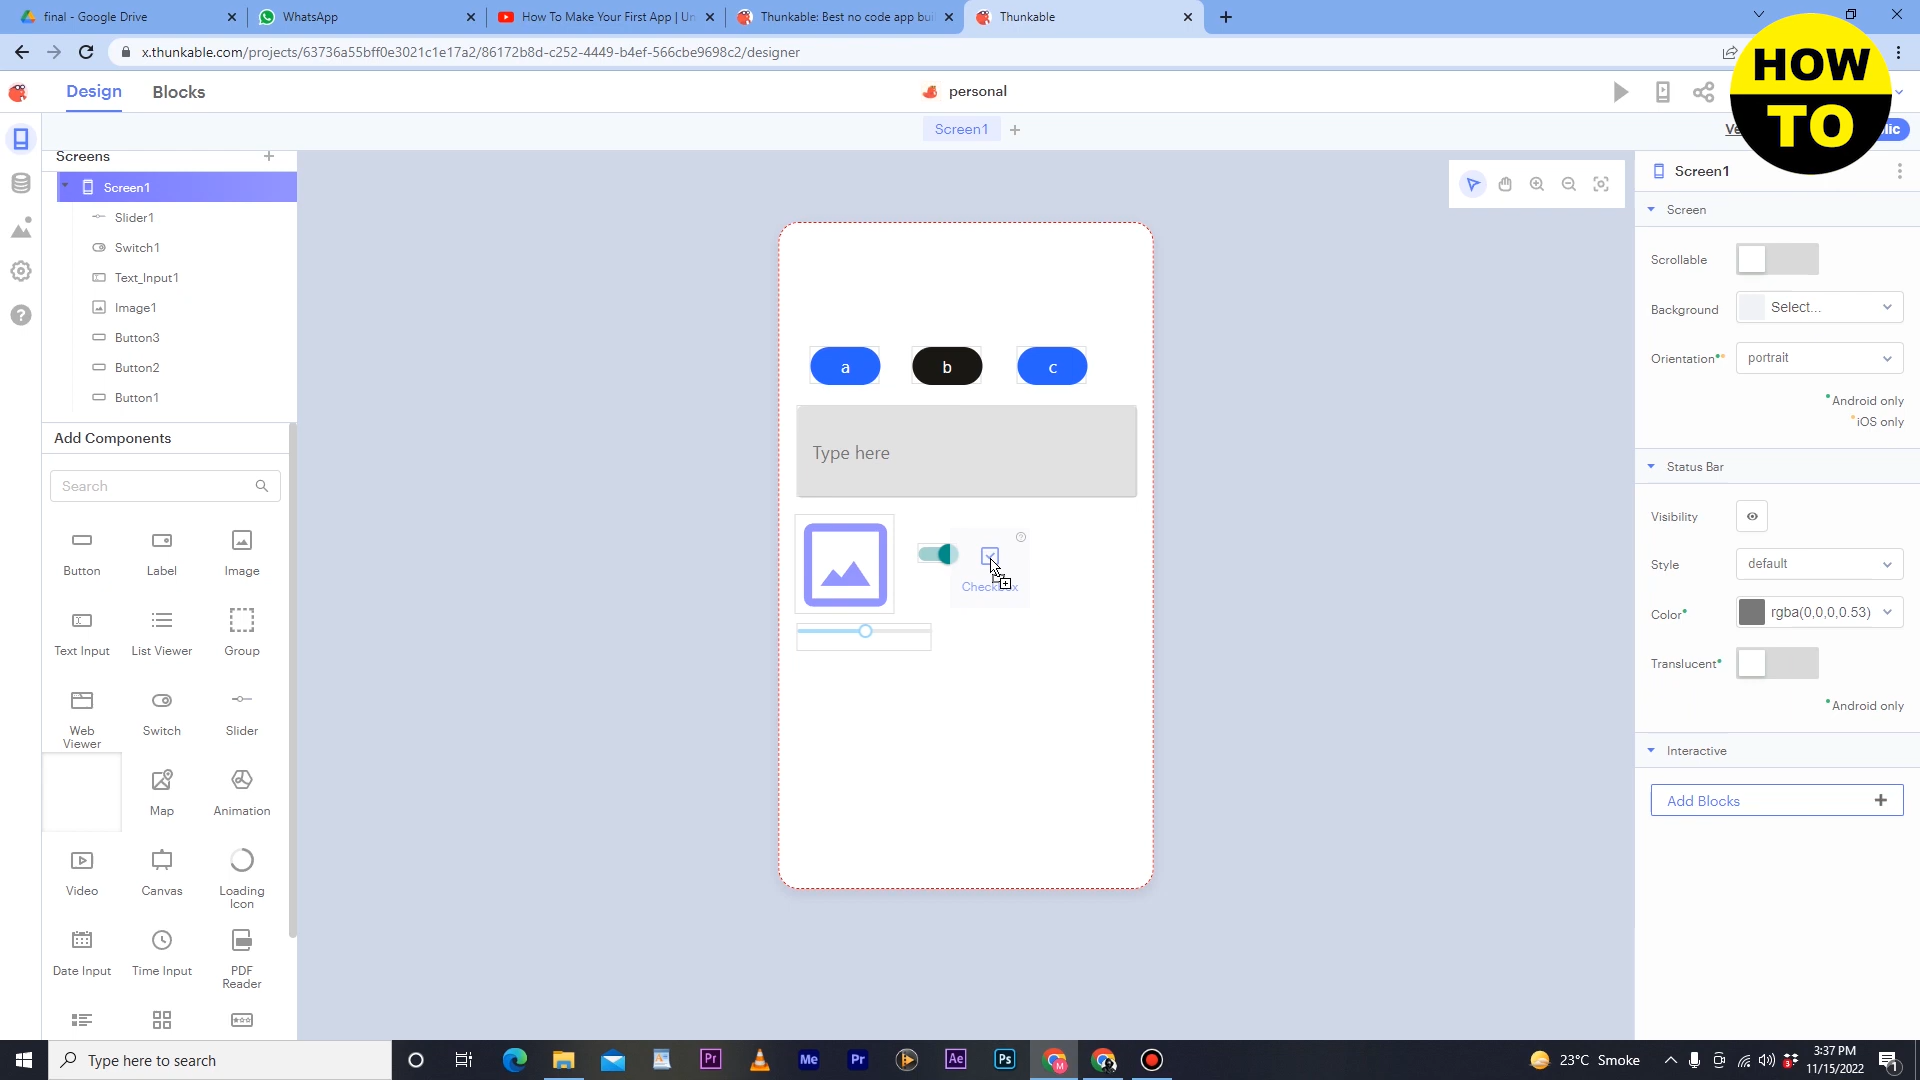 final - Google Drive
WhatsApp
How To Make Your First App | Un
Thunkable: Best no code app bui
Thunkable
x.thunkable.com/projects/63736a55bff0e3021c1e17a2/86172b8d-c252-4449-b4ef-566cbe9698c2/designer
HOW
TO
Design
Blocks
personal
Screen1
Screens
Screen1
Slider1
Switch1
Text_Input1
Image1
Button3
Button2
Button1
Add Components
Search
Button
Label
Image
Text Input
List Viewer
Group
Web
Viewer
Switch
Slider
Map
Animation
Video
Canvas
Loading
Icon
Date Input
Time Input
PDF
Reader
a
b
c
Type here
Checkbox
Screen1
Screen
Scrollable
Background
Select...
Orientation**
portrait
*Android only
*iOS only
Status Bar
Visibility
Style
default
Color*
rgba(0,0,0,0.53)
Translucent*
*Android only
Interactive
Add Blocks
Type here to search
23°C Smoke
3:37 PM
11/15/2022